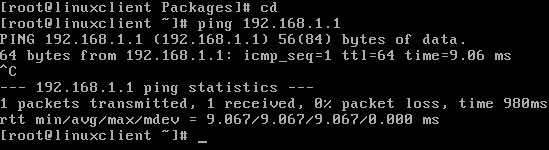 [root@linuxclient Packages]# cd
[root@linuxclient ~]# ping 192.168.1.1
PING 192.168.1.1 (192.168.1.1) 56(84) bytes of data.
64 bytes from 192.168.1.1: icmp_seq=1 ttl=64 time=9.06 ms
^C
--- 192.168.1.1 ping statistics ---
1 packets transmitted, 1 received, 0% packet loss, time 980ms
rtt min/avg/max/mdev = 9.067/9.067/9.067/0.000 ms
[root@linuxclient ~]# _